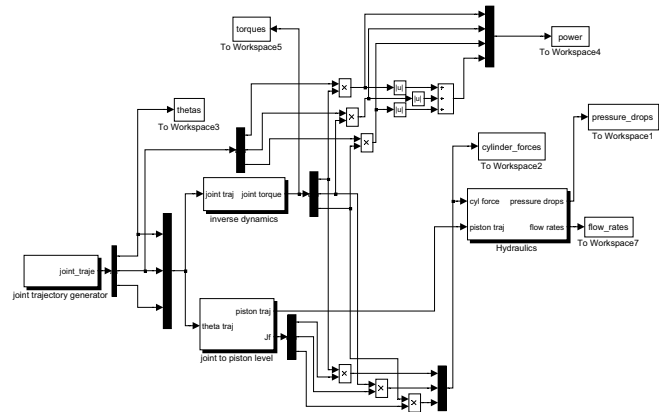 torques
To Workspace5
power
To Workspace4
|u|
|u|
|u|
+
+
+
×
×
×
thetas
To Workspace3
pressure_drops
To Workspace1
cylinder_forces
To Workspace2
joint traj joint torque
inverse dynamics
cyl force pressure drops
piston traj flow rates
Hydraulics
flow_rates
To Workspace7
joint_traje
joint trajectory generator
piston traj
theta traj
Jf
joint to piston level
×
×
×